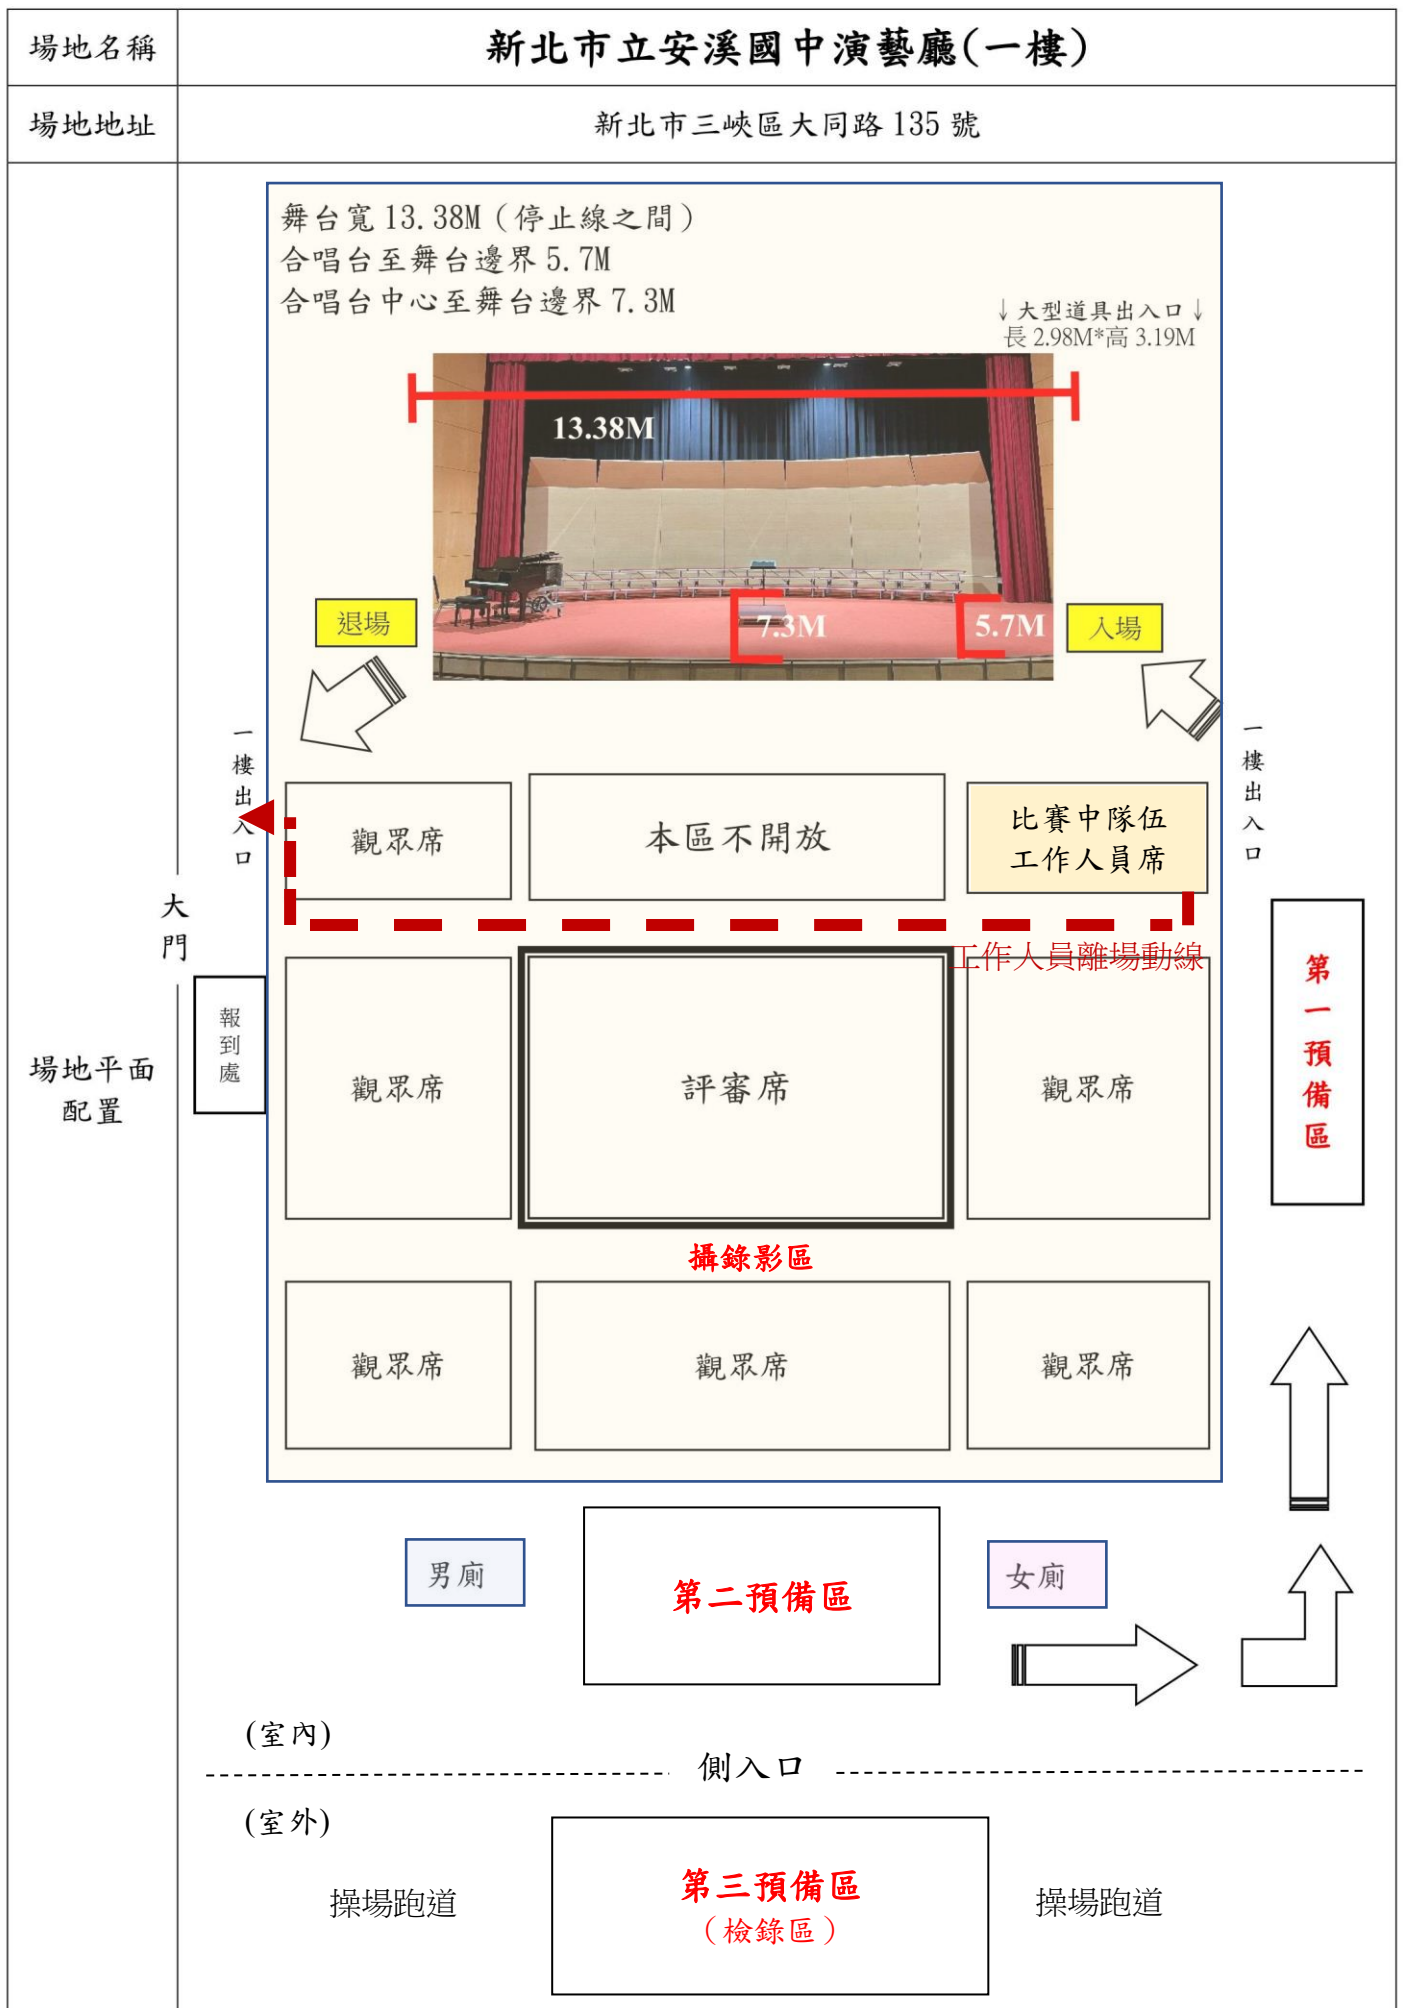 場地名稱
新北市立安溪國中演藝廳(一樓)
場地地址
新北市三峽區大同路 135 號
場地平面
配置
舞台寬 13.38M（停止線之間）
合唱台至舞台邊界 5.7M
合唱台中心至舞台邊界 7.3M
↓大型道具出入口↓
長 2.98M*高 3.19M
13.38M
7.3M
5.7M
退場
入場
一樓出入口
一樓出入口
觀眾席
本區不開放
比賽中隊伍
工作人員席
大門
工作人員離場動線
報到處
觀眾席
評審席
觀眾席
第一預備區
攝錄影區
觀眾席
觀眾席
觀眾席
男廁
第二預備區
女廁
(室內)
側入口
(室外)
操場跑道
第三預備區
（檢錄區）
操場跑道